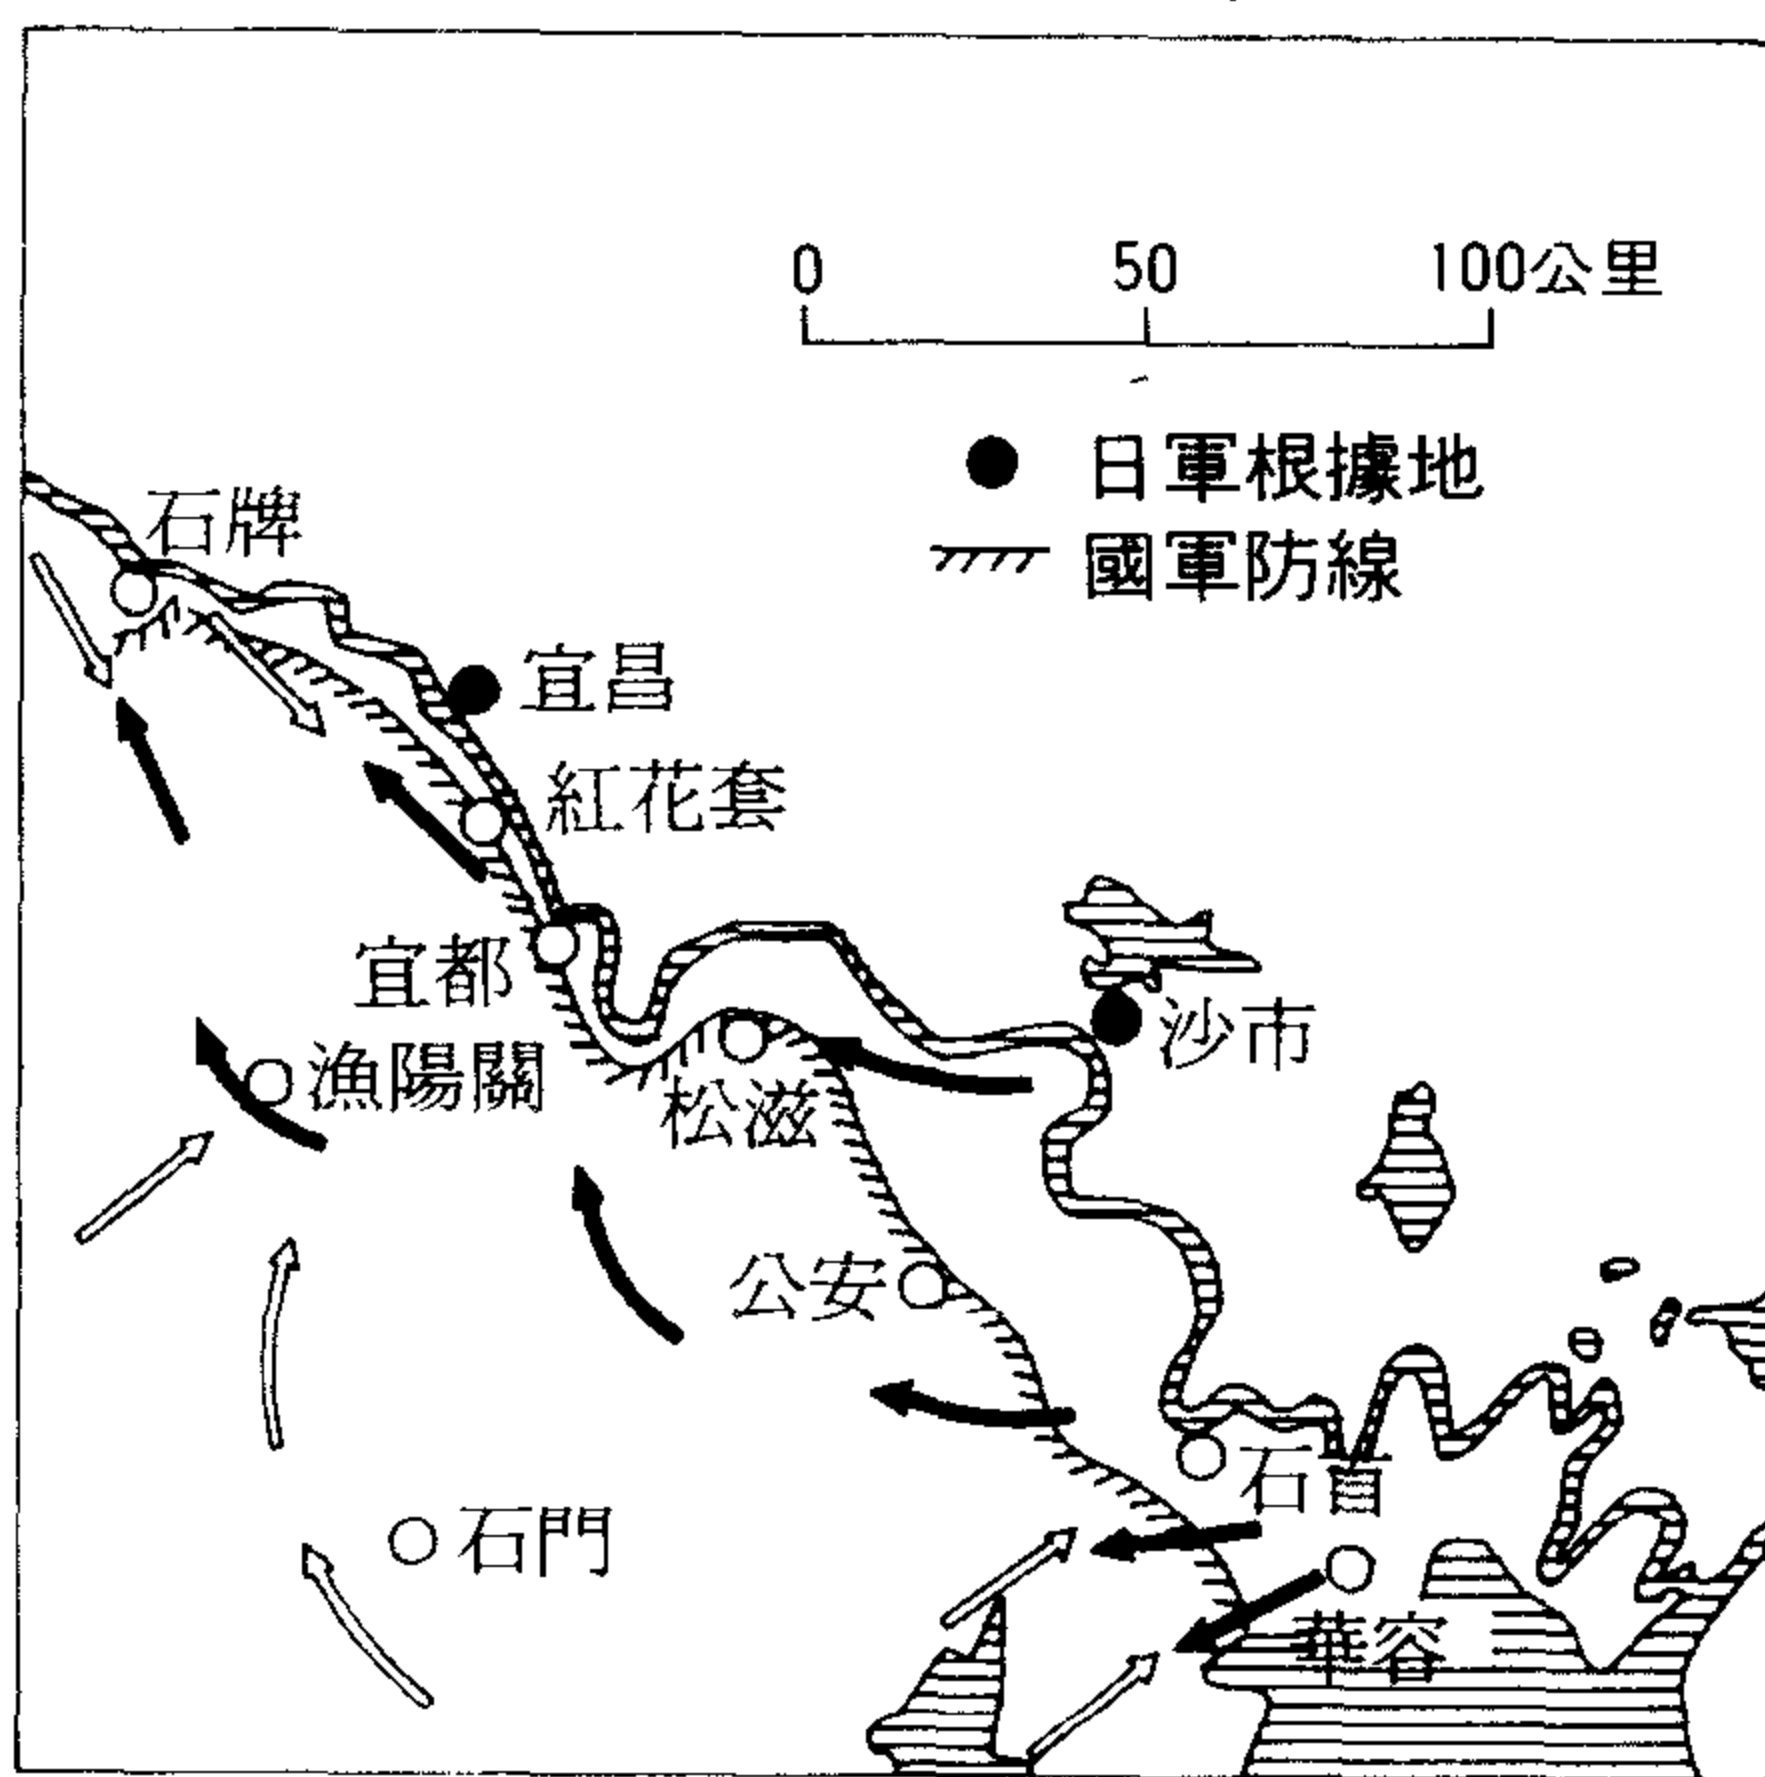 0 50 100公里
日軍根據地
國軍防線
石牌
宜昌
紅花套
宜都
漁陽關
松滋
沙市
公安
石首
石門
華容